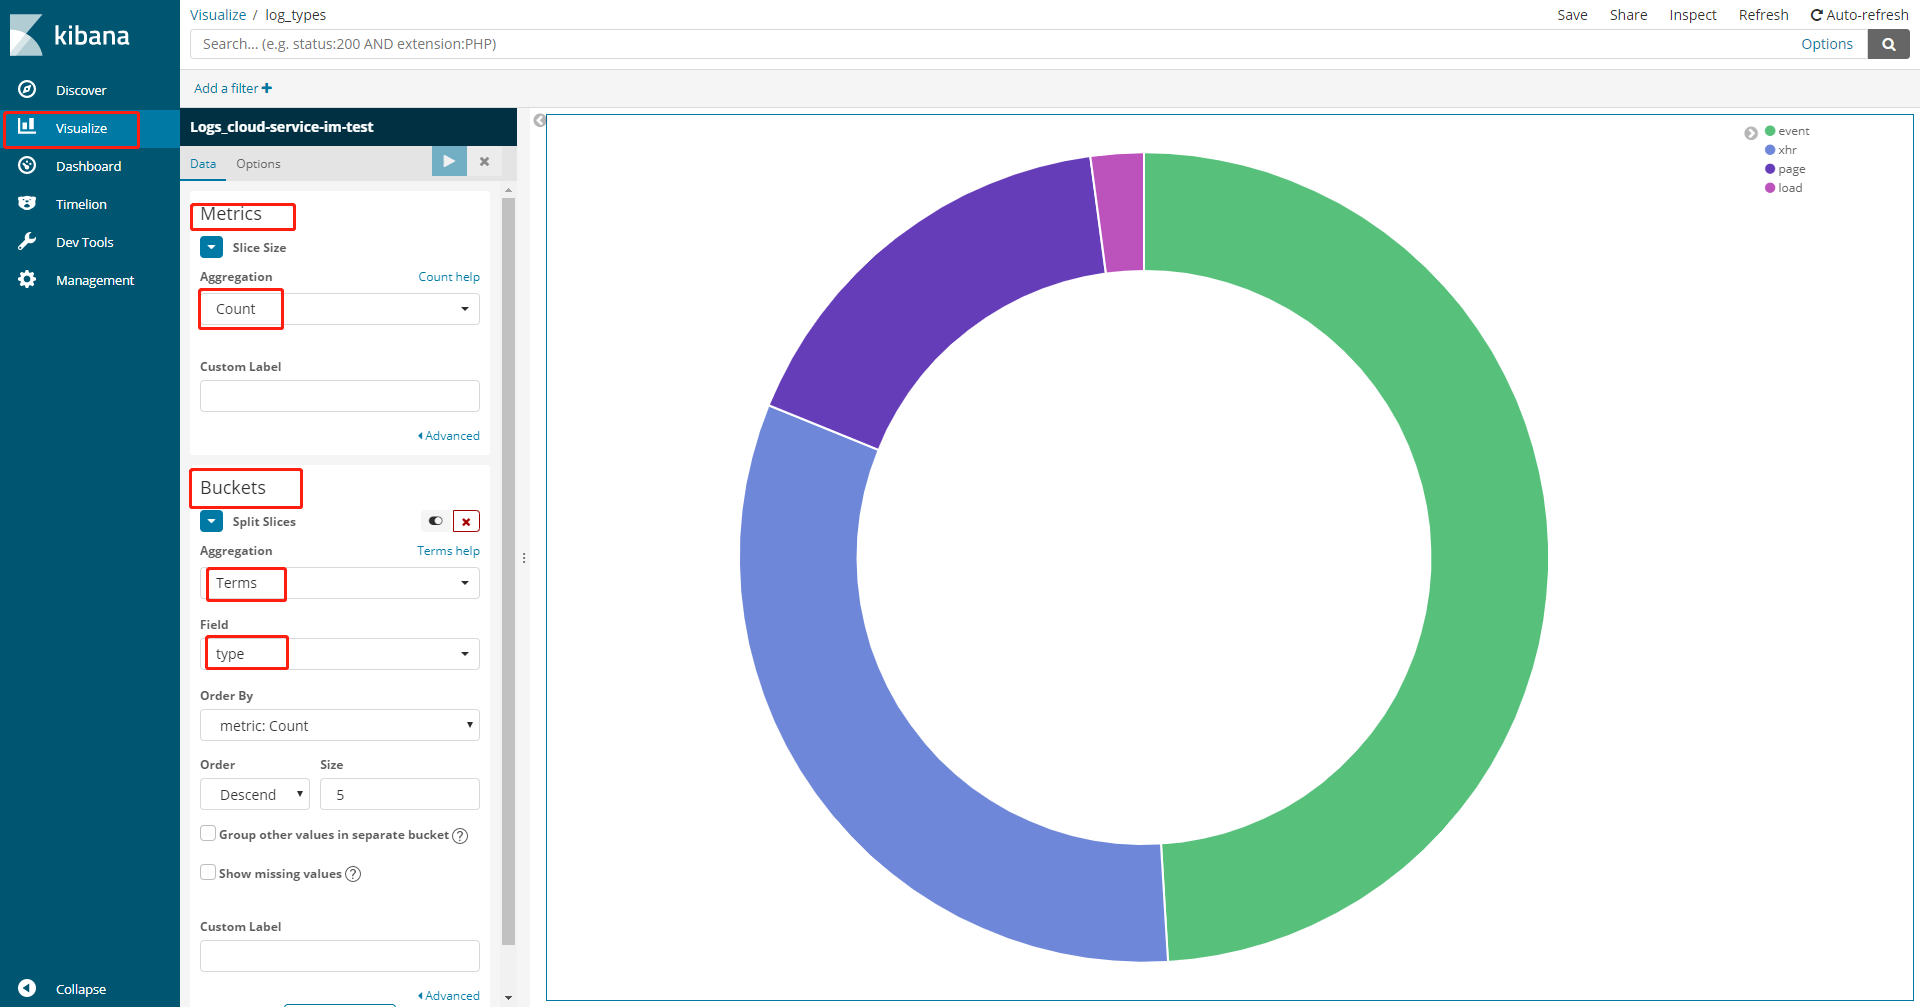 kibana
Discover
Visualize
Dashboard
Timelion
Dev Tools
Management
Collapse
Visualize / log_types
Save Share Inspect Refresh Auto-refresh
Search... (e.g. status:200 AND extension:PHP)
Options
Add a filter
Logs_cloud-service-im-test
Data Options
Metrics
Slice Size
Aggregation Count help
Count
Custom Label
Advanced
Buckets
Split Slices
Aggregation Terms help
Terms
Field
type
Order By
metric: Count
Order Size
Descend 5
Group other values in separate bucket ?
Show missing values ?
Custom Label
Advanced
event
xhr
page
load